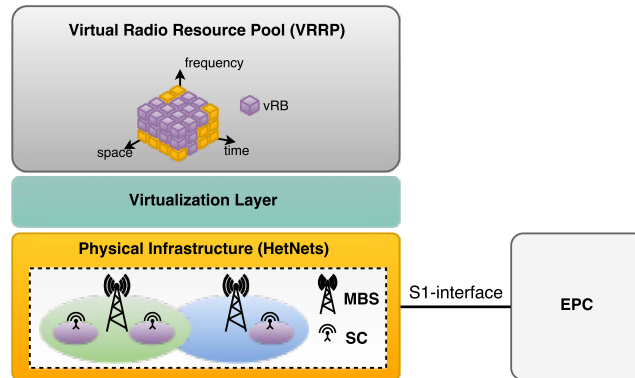 Virtual Radio Resource Pool (VRRP)
frequency
vRB
space
time
Virtualization Layer
Physical Infrastructure (HetNets)
MBS
SC
S1-interface
EPC